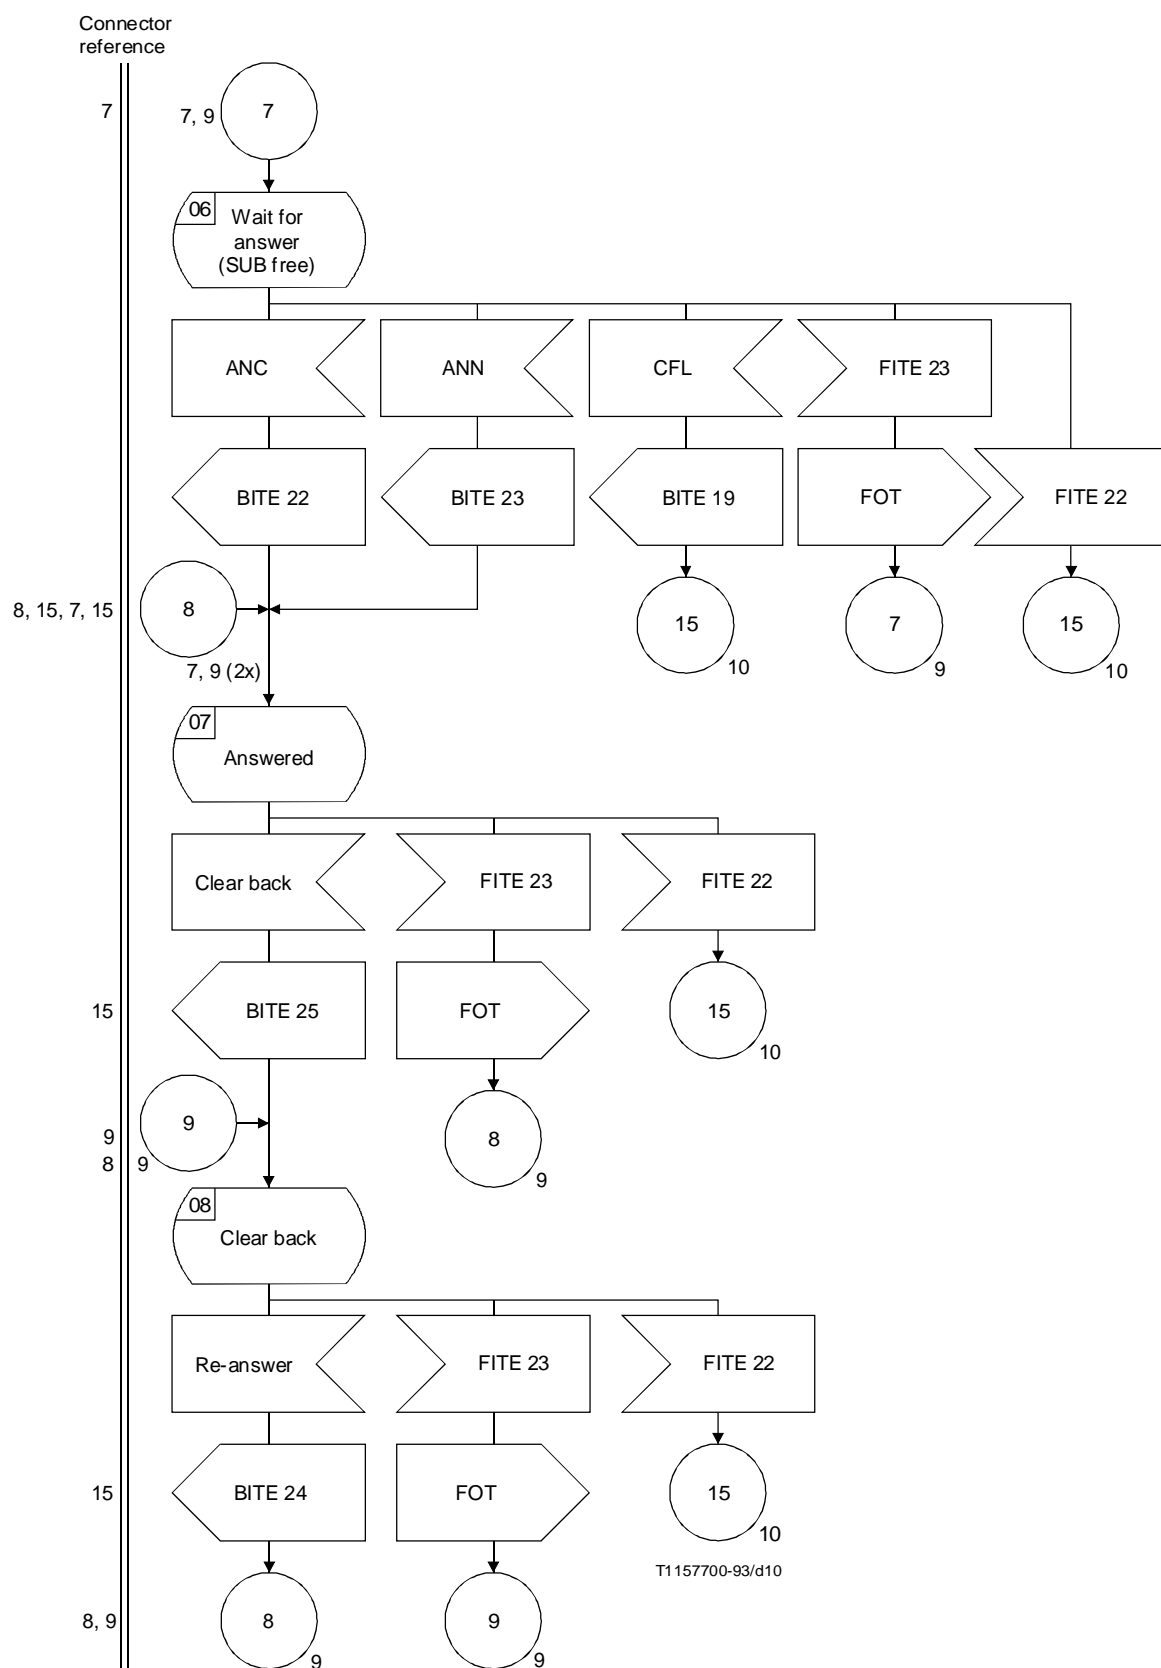 Connector
reference
7
7, 9
7
06
Wait for
answer
(SUB free)
ANC
ANN
CFL
FITE 23
BITE 22
BITE 23
BITE 19
FOT
FITE 22
8, 15, 7, 15
8
15
7
15
7, 9 (2x)
10
9
10
07
Answered
Clear back
FITE 23
FITE 22
15
BITE 25
FOT
15
10
9
9
8
8
9
9
08
Clear back
Re-answer
FITE 23
FITE 22
15
BITE 24
FOT
15
10
T1157700-93/d10
8, 9
8
9
9
9